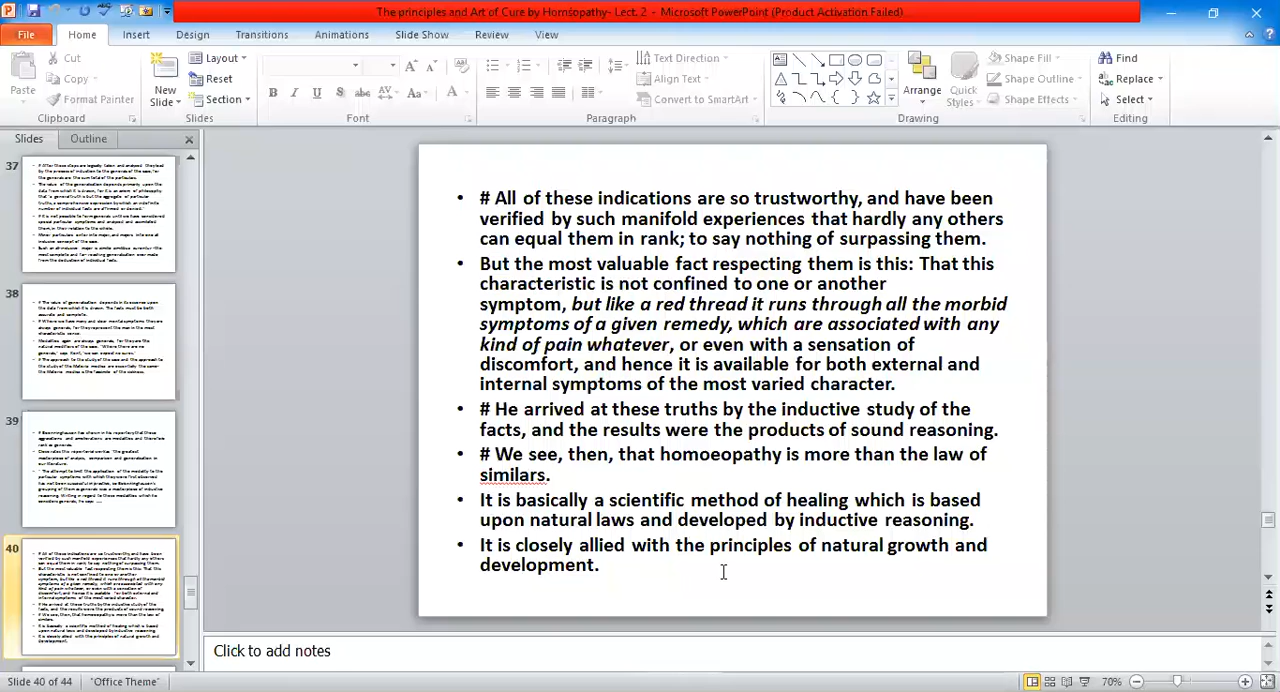 The principles and Art of Cure by Homoeopathy- Lect. 2 - Microsoft PowerPoint (Product Activation Failed)
File Home Insert Design Transitions Animations Slide Show Review View
Cut
Copy
Format Painter
Paste
Clipboard
New Slide
Layout
Reset
Section
Slides
B I U S abc AV Aa A
Font
Text Direction
Align Text
Convert to SmartArt
Paragraph
Arrange
Quick Styles
Shape Fill
Shape Outline
Shape Effects
Drawing
Find
Replace
Select
Editing
Slides Outline
37
38
39
40
• # All of these indications are so trustworthy, and have been
verified by such manifold experiences that hardly any others
can equal them in rank; to say nothing of surpassing them.
• But the most valuable fact respecting them is this: That this
characteristic is not confined to one or another
symptom, but like a red thread it runs through all the morbid
symptoms of a given remedy, which are associated with any
kind of pain whatever, or even with a sensation of
discomfort, and hence it is available for both external and
internal symptoms of the most varied character.
• # He arrived at these truths by the inductive study of the
facts, and the results were the products of sound reasoning.
• # We see, then, that homoeopathy is more than the law of
similars.
• It is basically a scientific method of healing which is based
upon natural laws and developed by inductive reasoning.
• It is closely allied with the principles of natural growth and
development.
Click to add notes
Slide 40 of 44 "Office Theme" 70%